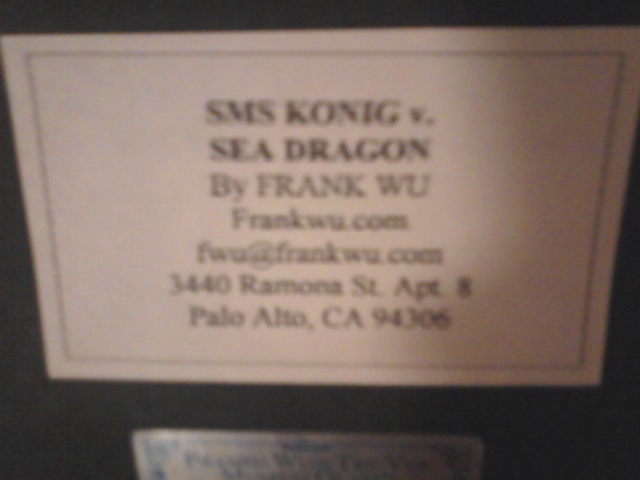 SMS KONIG v.
SEA DRAGON
By FRANK WU
Frankwu.com
fwu@frankwu.com
3440 Ramona St. Apt. 8
Palo Alto, CA 94306